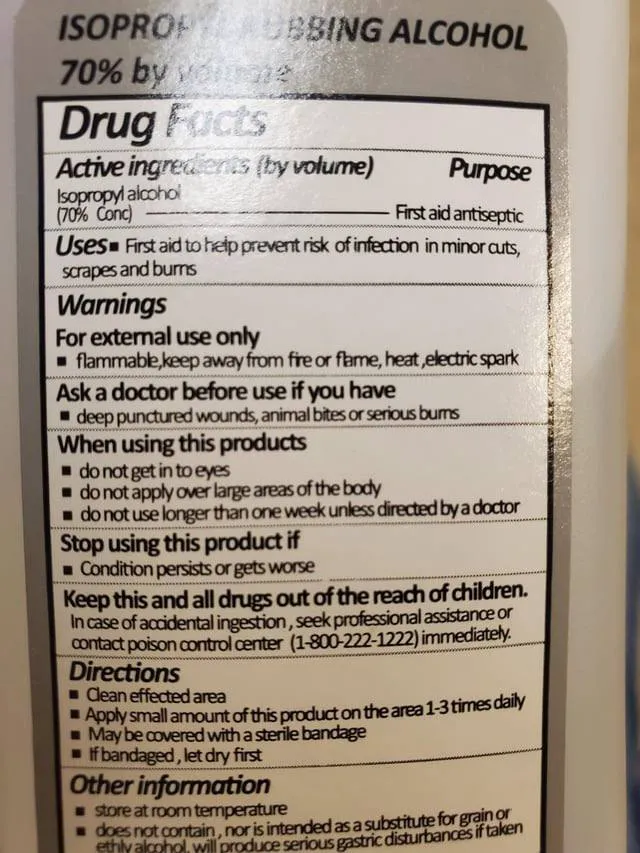 ISOPROPYL RUBBING ALCOHOL
70% by volume
Drug Facts
Active ingredients (by volume) Purpose
Isopropyl alcohol
(70% Conc) First aid antiseptic
Uses■ First aid to help prevent risk of infection in minor cuts,
scrapes and burns
Warnings
For external use only
■ flammable,keep away from fire or flame, heat ,electric spark
Ask a doctor before use if you have
■ deep punctured wounds, animal bites or serious burns
When using this products
■ do not get in to eyes
■ do not apply over large areas of the body
■ do not use longer than one week unless directed by a doctor
Stop using this product if
■ Condition persists or gets worse
Keep this and all drugs out of the reach of children.
In case of accidental ingestion , seek professional assistance or
contact poison control center (1-800-222-1222) immediately.
Directions
■ Clean effected area
■ Apply small amount of this product on the area 1-3 times daily
■ May be covered with a sterile bandage
■ If bandaged , let dry first
Other information
■ store at room temperature
■ does not contain , nor is intended as a substitute for grain or
ethly alcohol, will produce serious gastric disturbances if taken